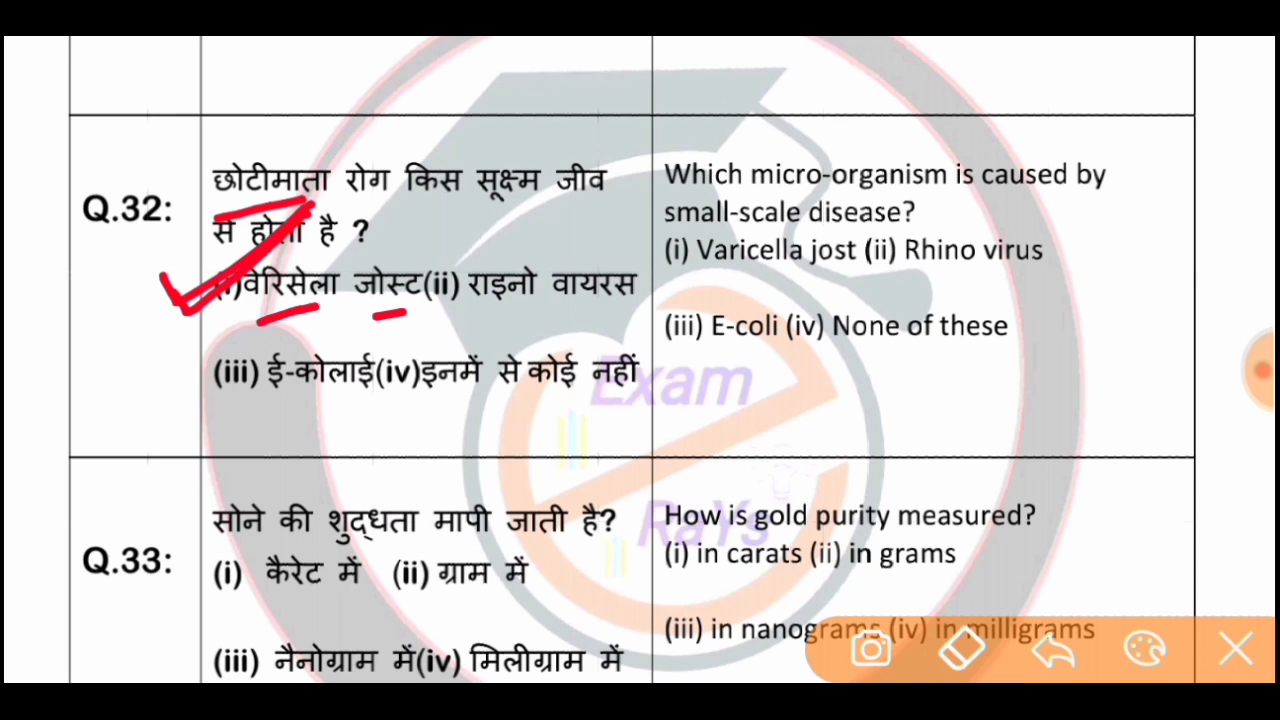 Q.32:
छोटीमाता रोग किस सूक्ष्म जीव
से होता है ?
(i)वेरिसेला जोस्ट(ii) राइनो वायरस
(iii) ई-कोलाई(iv)इनमें से कोई नहीं
Which micro-organism is caused by
small-scale disease?
(i) Varicella jost (ii) Rhino virus
(iii) E-coli (iv) None of these
Q.33:
सोने की शुद्धता मापी जाती है?
(i) कैरेट में (ii) ग्राम में
(iii) नैनोग्राम में(iv) मिलीग्राम में
How is gold purity measured?
(i) in carats (ii) in grams
(iii) in nanograms (iv) in milligrams
Exam
RaYs